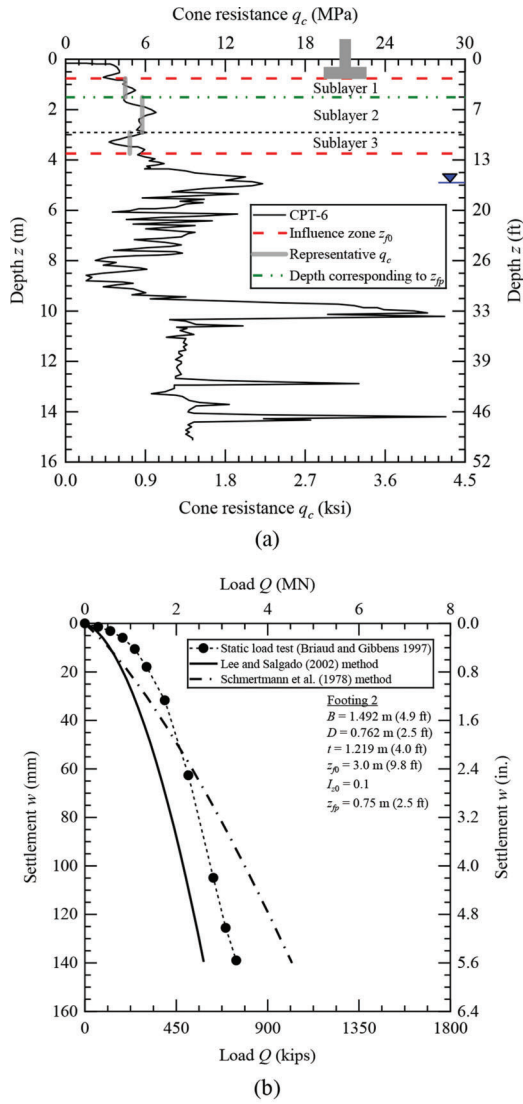 Cone resistance q_c (MPa)
0 5 10 15 20 25 30
Sublayer 1
Sublayer 2
Sublayer 3
CPT-6
Influence zone z_f0
Representative q_c
Depth corresponding to z_fp
Depth z (m)
0
2
4
6
8
10
12
14
16
Depth z (ft)
0
7
13
20
26
33
39
46
52
0.0 0.9 1.8 2.7 3.6 4.5
Cone resistance q_c (ksi)
(a)
Load Q (MN)
0 2 4 6 8
Static load test (Briaud and Gibbens 1997)
Lee and Salgado (2002) method
Schmertmann et al. (1978) method
Footing 2
B = 1.492 m (4.9 ft)
D = 0.762 m (2.5 ft)
t = 1.219 m (4.0 ft)
z_f0 = 3.0 m (9.8 ft)
I_z0 = 0.1
z_fp = 0.75 m (2.5 ft)
Settlement w (mm)
0
20
40
60
80
100
120
140
160
Settlement w (in.)
0.0
0.8
1.6
2.4
3.2
4.0
4.8
5.6
6.4
0 450 900 1350 1800
Load Q (kips)
(b)